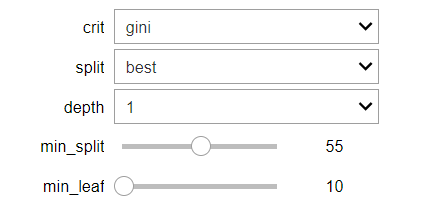 crit gini
split best
depth 1
min_split 55
min_leaf 10